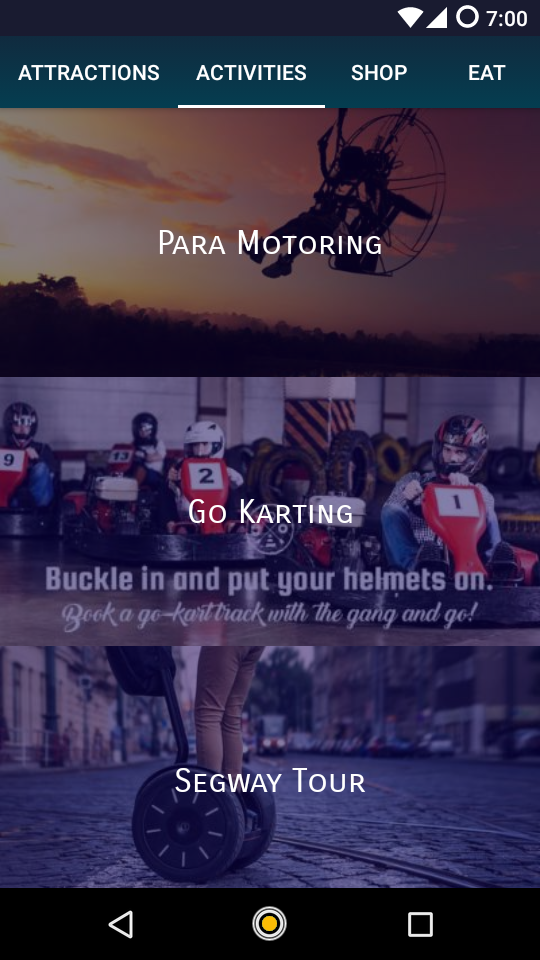 7:00
ATTRACTIONS ACTIVITIES SHOP EAT
Para Motoring
9
13
2
1
Go Karting
Buckle in and put your helmets on.
Book a go-kart track with the gang and go!
Segway Tour